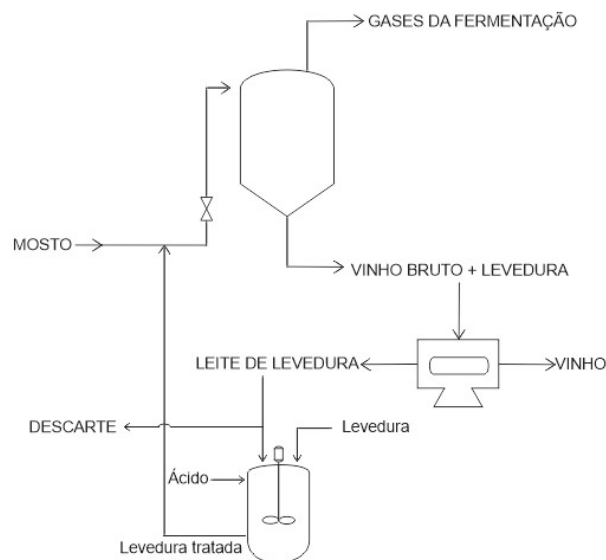 GASES DA FERMENTAÇÃO
MOSTO
VINHO BRUTO + LEVEDURA
LEITE DE LEVEDURA
VINHO
DESCARTE
Levedura
Ácido
Levedura tratada